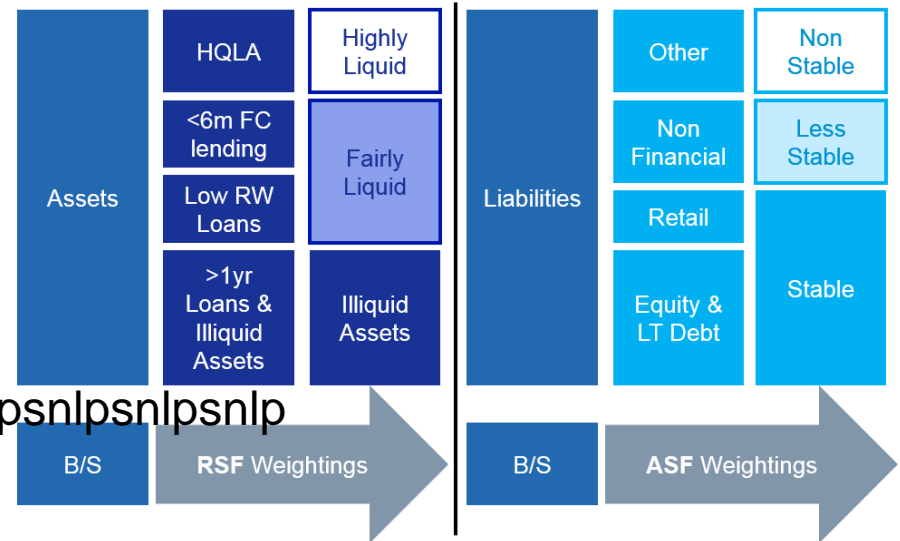 Assets
HQLA
<6m FC
lending
Low RW
Loans
>1yr
Loans &
Illiquid
Assets
Highly
Liquid
Fairly
Liquid
Illiquid
Assets
psnlpsnlpsnlp
B/S
RSF Weightings
Liabilities
Other
Non
Financial
Retail
Equity &
LT Debt
Non
Stable
Less
Stable
Stable
B/S
ASF Weightings